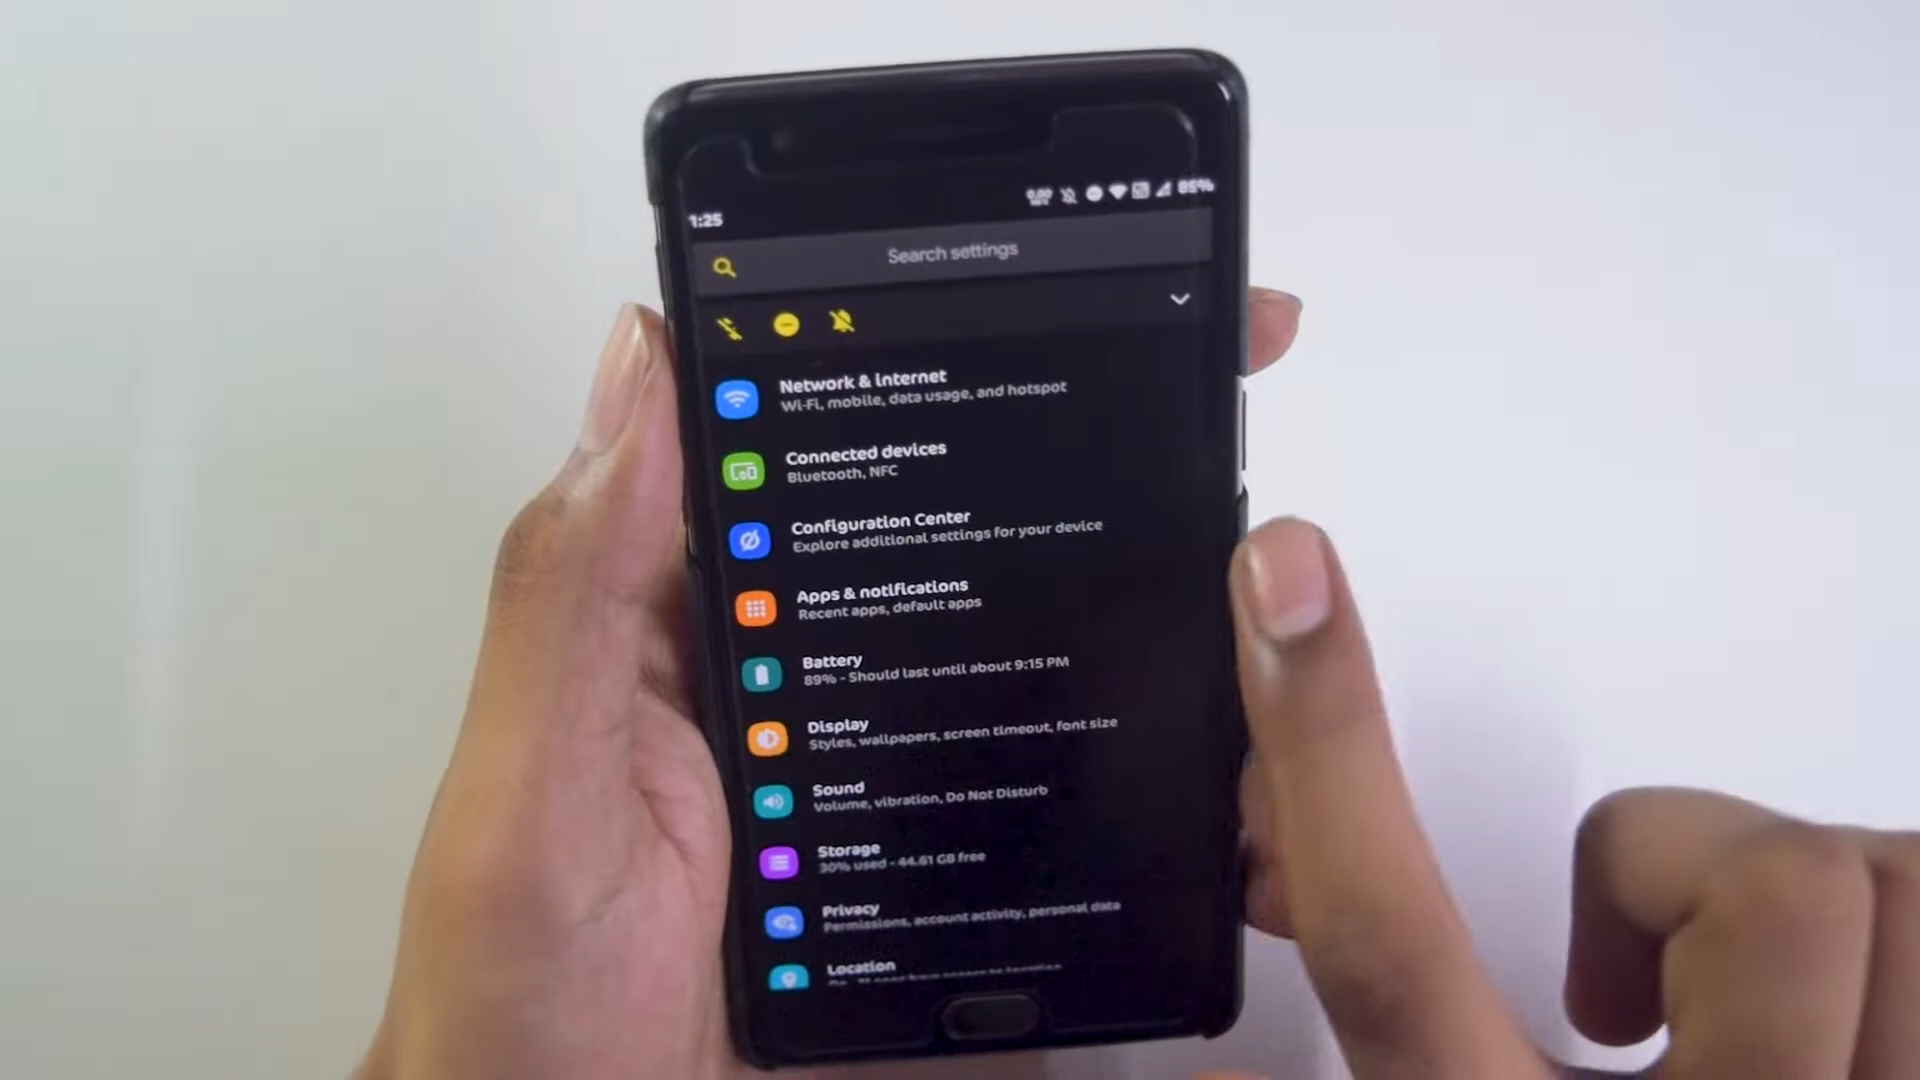 1:25
89%
Search settings
Network & internet
Wi-Fi, mobile, data usage, and hotspot
Connected devices
Bluetooth, NFC
Configuration Center
Explore additional settings for your device
Apps & notifications
Recent apps, default apps
Battery
89% - Should last until about 9:15 PM
Display
Styles, wallpapers, screen timeout, font size
Sound
Volume, vibration, Do Not Disturb
Storage
30% used - 44.61 GB free
Privacy
Permissions, account activity, personal data
Location